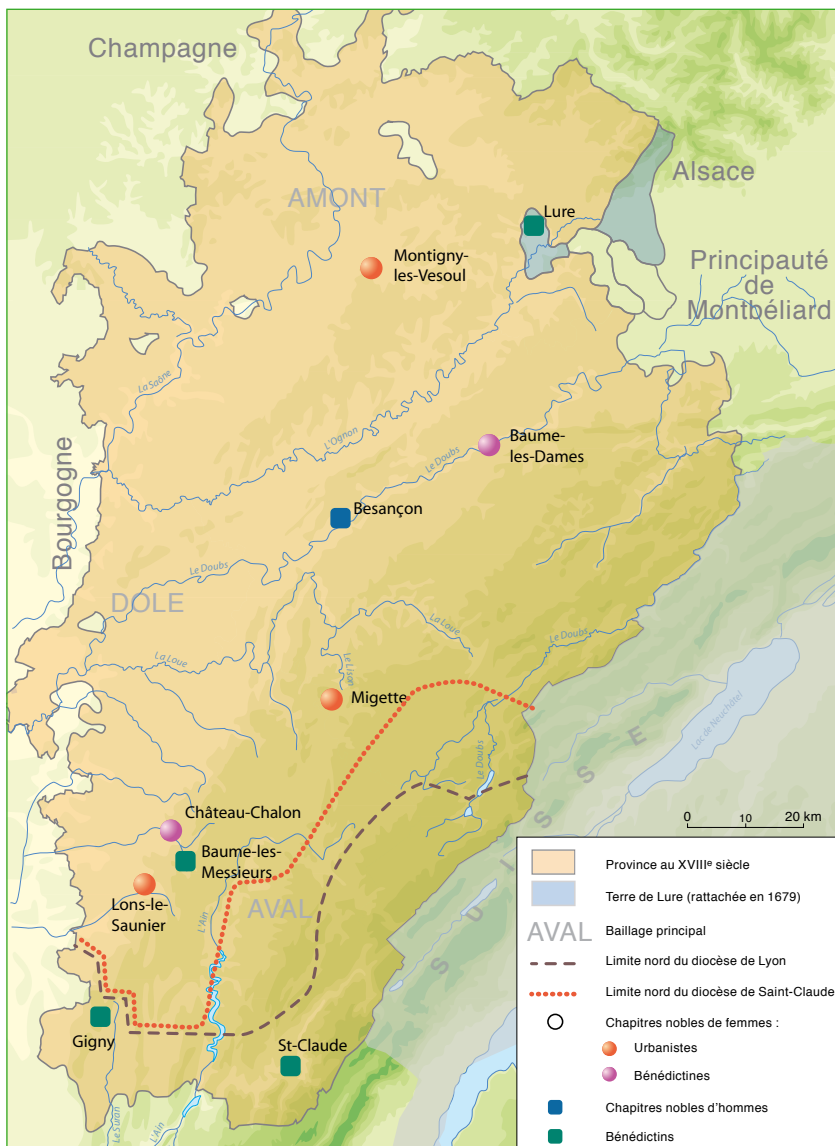 Champagne
Alsace
AMONT
Lure
Montigny-
les-Vesoul
Principauté
de
Montbéliard
La Saône
L'Ognon
Baume-
les-Dames
Le Doubs
Bourgogne
Besançon
Le Doubs
DOLE
La Loue
Le Doubs
La Loue
Le Lison
Migette
Lac de Neuchâtel
SUISSE
Le Doubs
Château-Chalon
Baume-les-
Messieurs
Lons-le-
Saunier
L'Ain
AVAL
Gigny
St-Claude
Le Suran
L'Ain
0 10 20 km
Province au XVIIIe siècle
Terre de Lure (rattachée en 1679)
AVAL Baillage principal
Limite nord du diocèse de Lyon
Limite nord du diocèse de Saint-Claude
Chapitres nobles de femmes :
Urbanistes
Bénédictines
Chapitres nobles d'hommes
Bénédictins